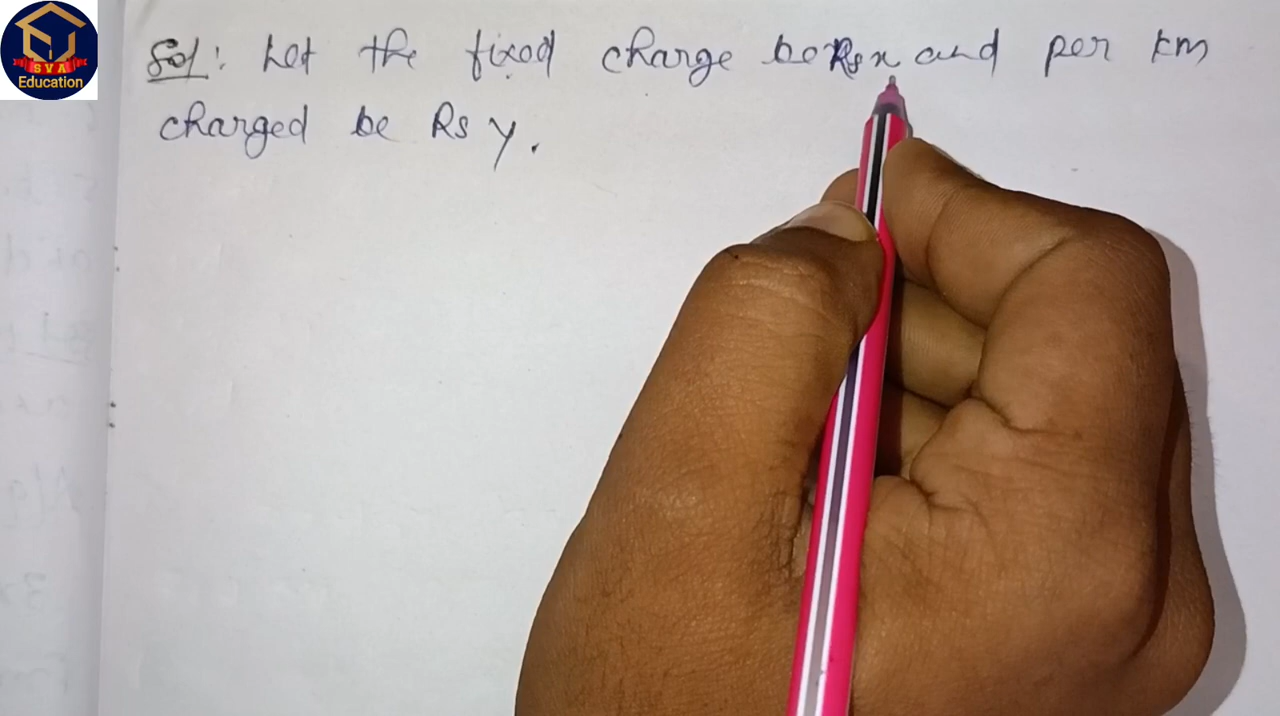 SVA
Education
Sol: Let the fixed charge be Rs x and per km
charged be Rs y.